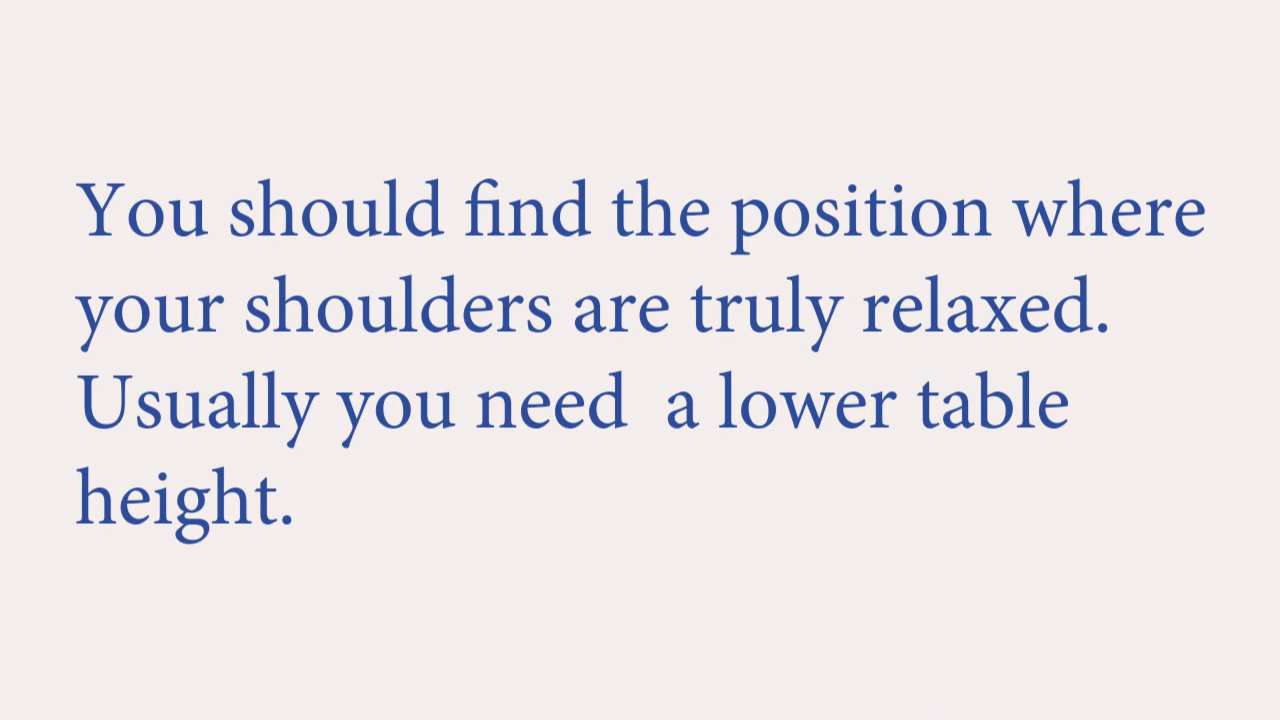 You should find the position where
your shoulders are truly relaxed.
Usually you need  a lower table
height.